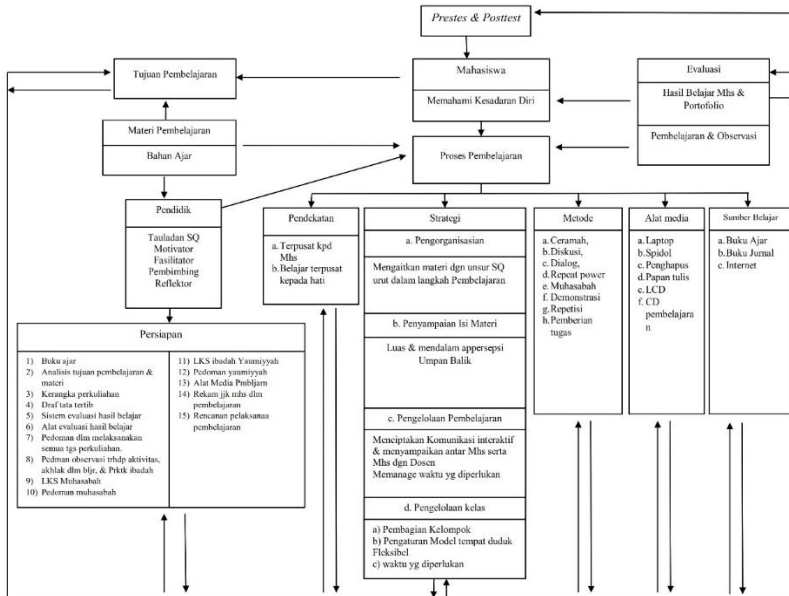 Prestes & Posttest
Tujuan Pembelajaran
Mahasiswa
Memahami Kesadaran Diri
Evaluasi
Hasil Belajar Mhs &
Portofolio
Pembelajaran & Observasi
Materi Pembelajaran
Bahan Ajar
Proses Pembelajaran
Pendidik
Tauladan SQ
Motivator
Fasilitator
Pembimbing
Reflektor
Pendekatan
a. Terpusat kpd
Mhs
b. Belajar terpusat
kepada hati
Strategi
a. Pengorganisasian
Mengaitkan materi dgn unsur SQ
urut dalam langkah Pembelajaran
b. Penyampaian Isi Materi
Luas & mendalam appersepsi
Umpan Balik
c. Pengelolaan Pembelajaran
Menciptakan Komunikasi interaktif
& menyampaikan antar Mhs serta
Mhs dgn Dosen
Memanage waktu yg diperlukan
d. Pengelolaan kelas
a) Pembagian Kelompok
b) Pengaturan Model tempat duduk
Fleksibel
c) waktu yg diperlukan
Metode
a. Ceramah,
b. Diskusi,
c. Dialog,
d. Repeat power
e. Muhasabah
f. Demonstrasi
g. Repetisi
h. Pemberian
tugas
Alat media
a. Laptop
b. Spidol
c. Penghapus
d. Papan tulis
e. LCD
f. CD
pembelajara
n
Sumber Belajar
a. Buku Ajar
b. Buku Jurnal
c. Internet
Persiapan
1) Buku ajar
2) Analisis tujuan pembelajaran &
materi
3) Kerangka perkuliahan
4) Draf tata tertib
5) Sistem evaluasi hasil belajar
6) Alat evaluasi hasil belajar
7) Pedoman dlm melaksanakan
semua tgs perkuliahan.
8) Pedman observasi trhdp aktivitas,
akhlak dlm bljr, & Prktk ibadah
9) LKS Muhasabah
10) Pedoman muhasabah
11) LKS ibadah Yaumiyyah
12) Pedoman yaumiyyah
13) Alat Media Pmbljarn
14) Rekam jjk mhs dlm
pembelajaran
15) Rencanan pelaksanaa
pembelajaran